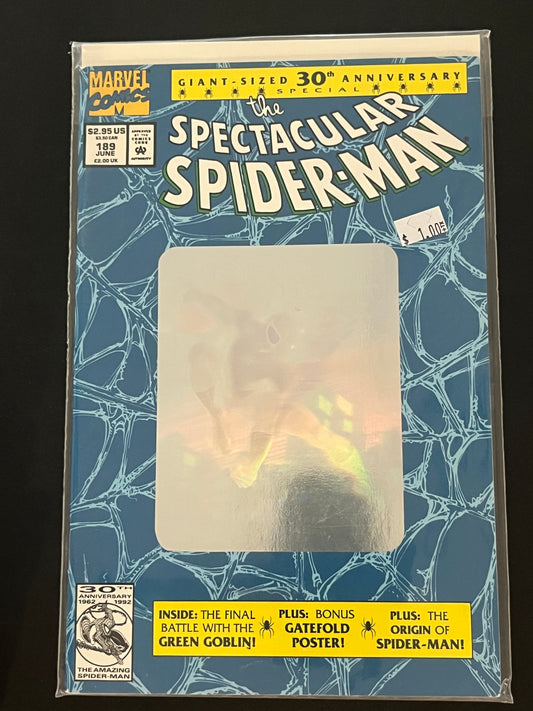 MARVEL
COMICS
GIANT-SIZED 30th ANNIVERSARY
SPECIAL
the
SPECTACULAR
SPIDER-MAN
$2.95 US
$3.50 CAN
189
JUNE
£2.00 UK
APPROVED
BY THE
COMICS
CODE
CA
AUTHORITY
$ 1.00
30TH
ANNIVERSARY
1962 1992
THE AMAZING
SPIDER-MAN
INSIDE: THE FINAL
BATTLE WITH THE
GREEN GOBLIN!
PLUS: BONUS
GATEFOLD
POSTER!
PLUS: THE
ORIGIN OF
SPIDER-MAN!